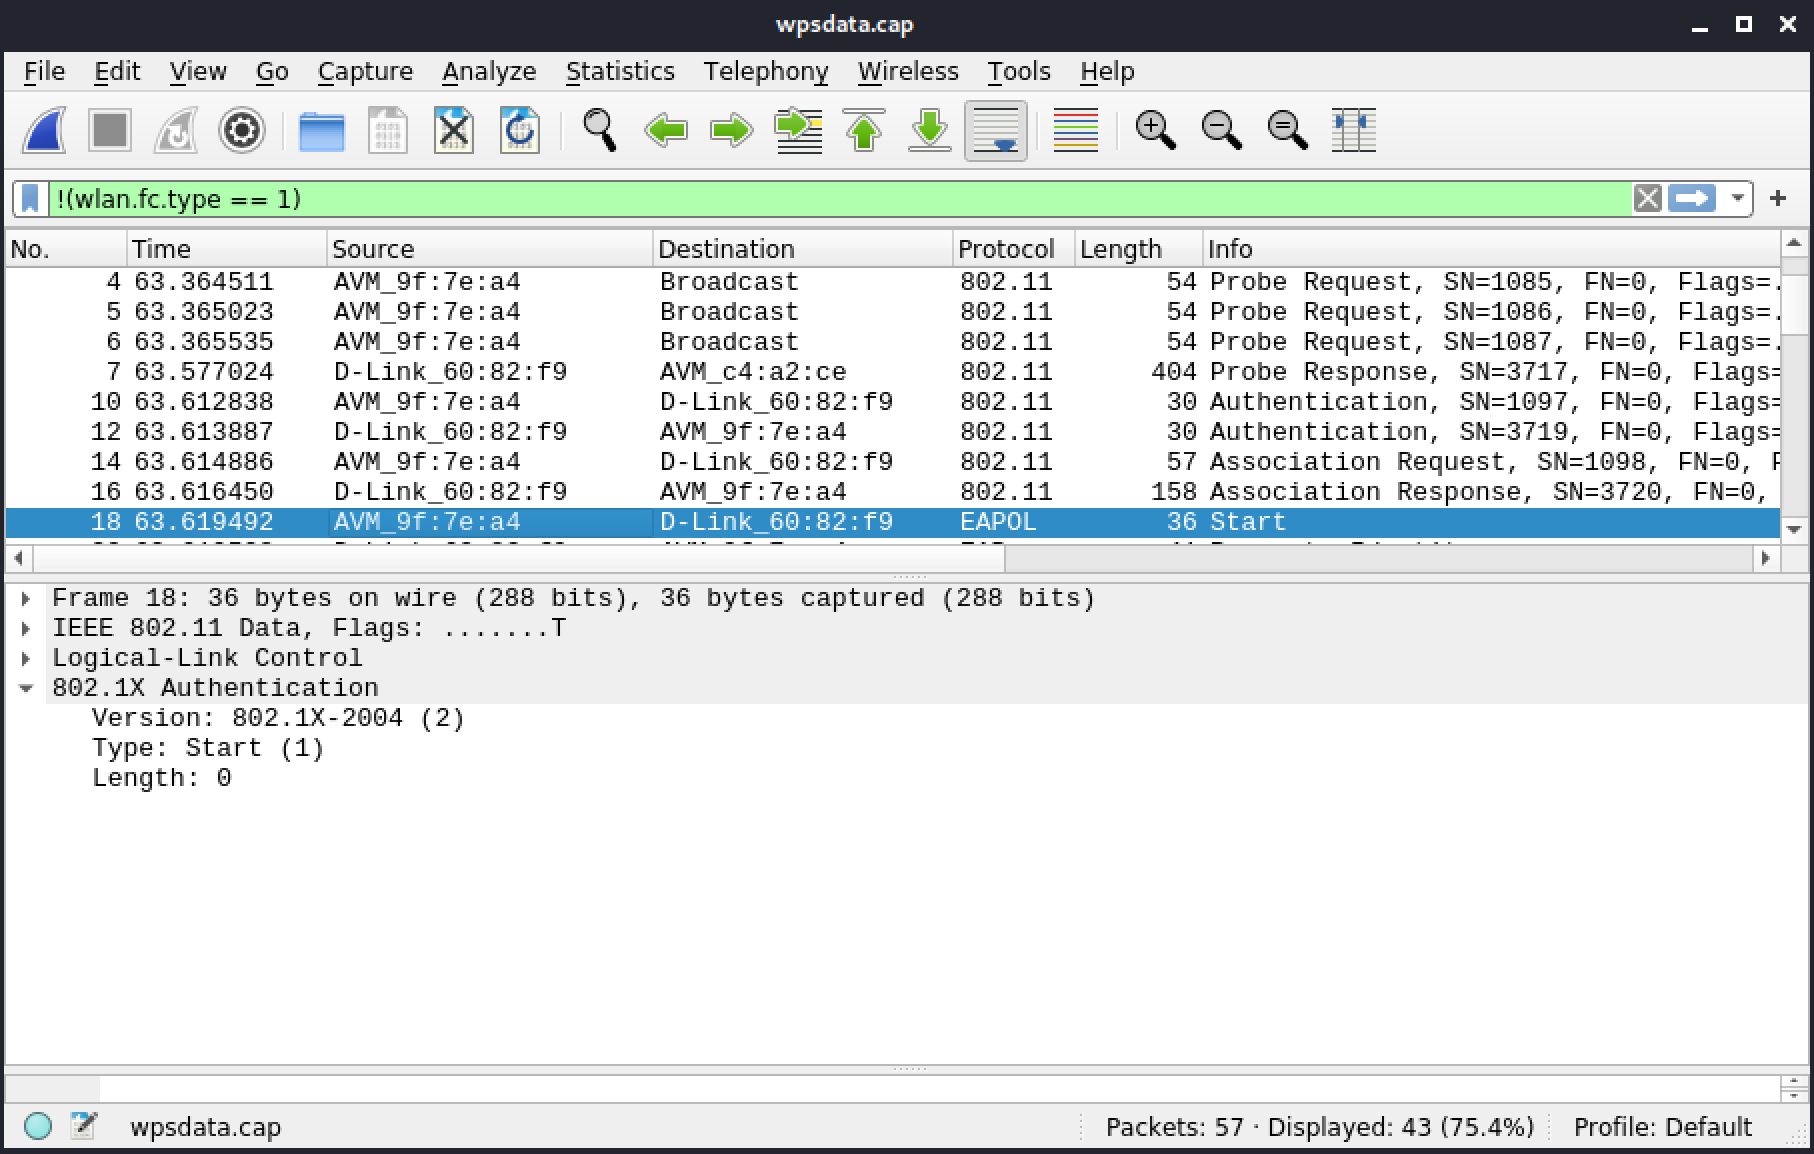 wpsdata.cap
File Edit View Go Capture Analyze Statistics Telephony Wireless Tools Help
!(wlan.fc.type == 1)
No. Time Source Destination Protocol Length Info
4 63.364511 AVM_9f:7e:a4 Broadcast 802.11 54 Probe Request, SN=1085, FN=0, Flags=.
5 63.365023 AVM_9f:7e:a4 Broadcast 802.11 54 Probe Request, SN=1086, FN=0, Flags=.
6 63.365535 AVM_9f:7e:a4 Broadcast 802.11 54 Probe Request, SN=1087, FN=0, Flags=.
7 63.577024 D-Link_60:82:f9 AVM_c4:a2:ce 802.11 404 Probe Response, SN=3717, FN=0, Flags=
10 63.612838 AVM_9f:7e:a4 D-Link_60:82:f9 802.11 30 Authentication, SN=1097, FN=0, Flags=
12 63.613887 D-Link_60:82:f9 AVM_9f:7e:a4 802.11 30 Authentication, SN=3719, FN=0, Flags=
14 63.614886 AVM_9f:7e:a4 D-Link_60:82:f9 802.11 57 Association Request, SN=1098, FN=0, F
16 63.616450 D-Link_60:82:f9 AVM_9f:7e:a4 802.11 158 Association Response, SN=3720, FN=0,
18 63.619492 AVM_9f:7e:a4 D-Link_60:82:f9 EAPOL 36 Start
Frame 18: 36 bytes on wire (288 bits), 36 bytes captured (288 bits)
IEEE 802.11 Data, Flags: .......T
Logical-Link Control
802.1X Authentication
Version: 802.1X-2004 (2)
Type: Start (1)
Length: 0
wpsdata.cap Packets: 57 · Displayed: 43 (75.4%) Profile: Default